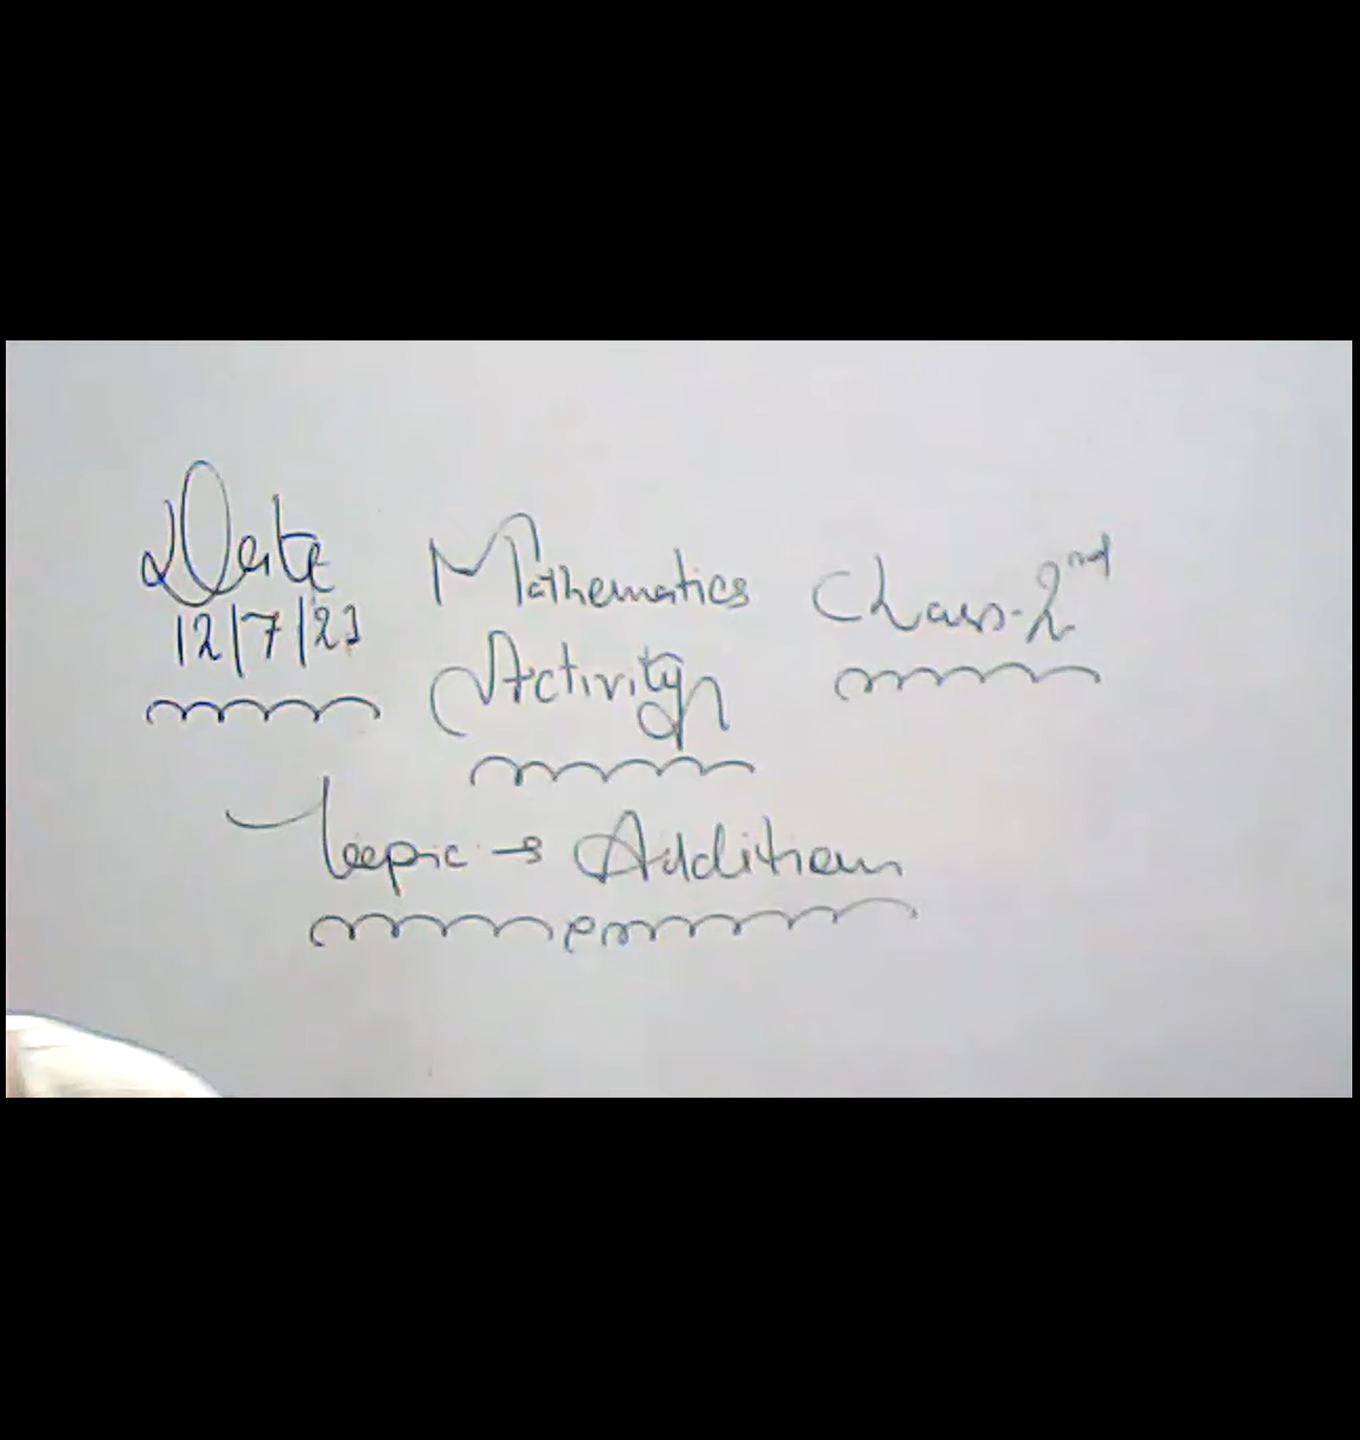 Date Mathematics Class-2nd
12/7/23 Activity
Topic → Addition